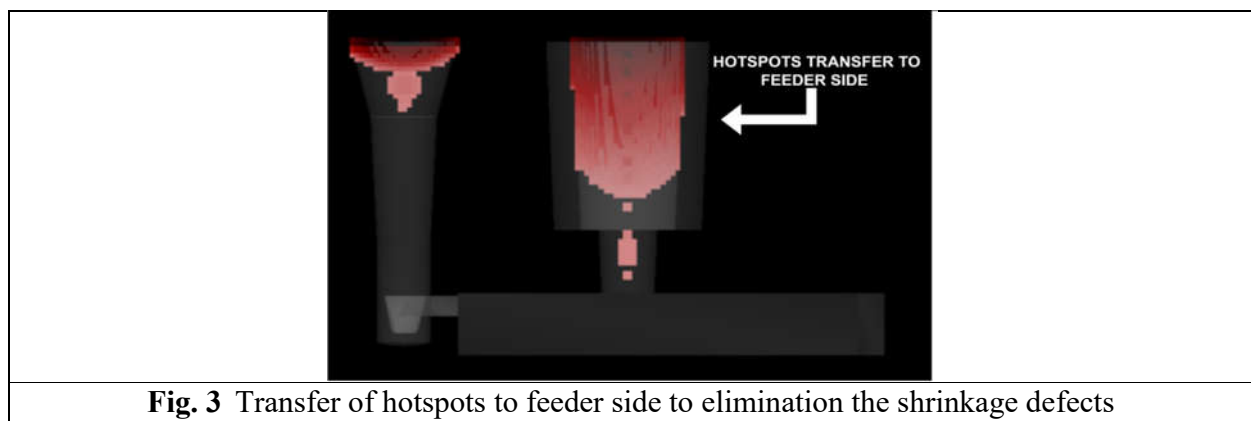 HOTSPOTS TRANSFER TO
FEEDER SIDE
Fig. 3 Transfer of hotspots to feeder side to elimination the shrinkage defects